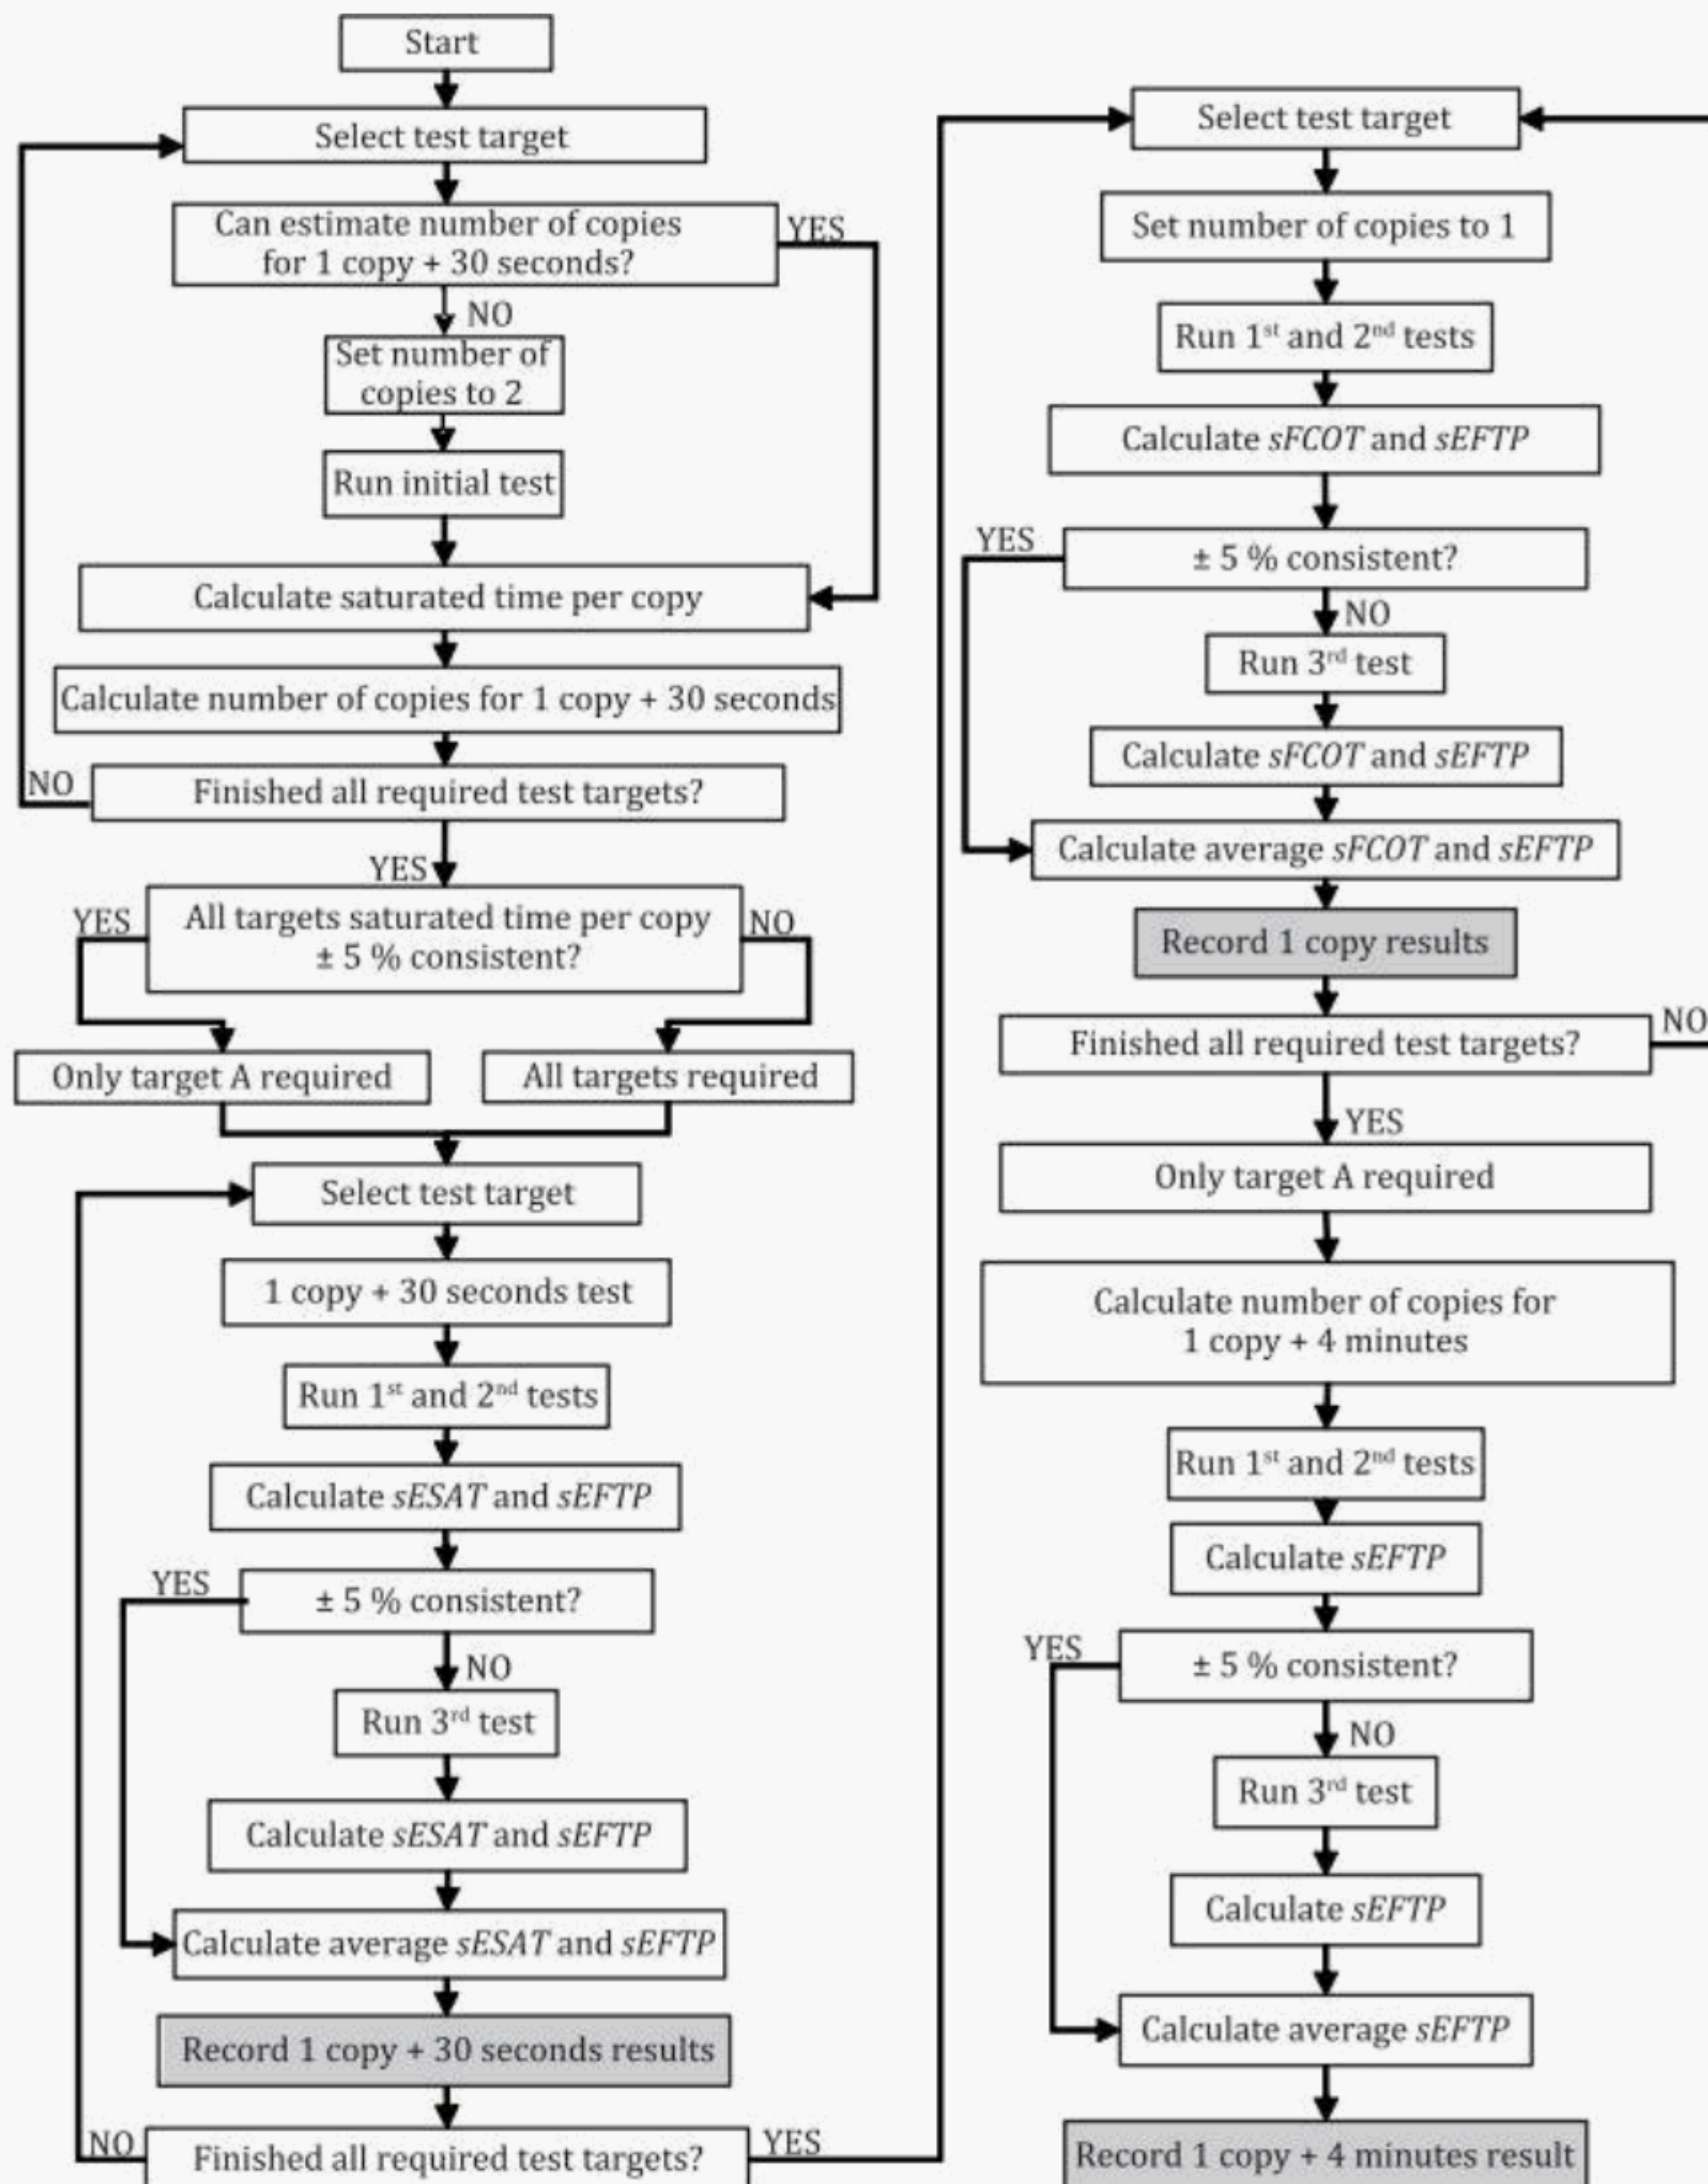 Start
Select test target
Can estimate number of copies
for 1 copy + 30 seconds?
YES
NO
Set number of
copies to 2
Run initial test
Calculate saturated time per copy
Calculate number of copies for 1 copy + 30 seconds
NO
Finished all required test targets?
YES
YES
All targets saturated time per copy
± 5 % consistent?
NO
Only target A required
All targets required
Select test target
1 copy + 30 seconds test
Run 1st and 2nd tests
Calculate sESAT and sEFTP
YES
± 5 % consistent?
NO
Run 3rd test
Calculate sESAT and sEFTP
Calculate average sESAT and sEFTP
Record 1 copy + 30 seconds results
NO
Finished all required test targets?
YES
Select test target
Set number of copies to 1
Run 1st and 2nd tests
Calculate sFCOT and sEFTP
YES
± 5 % consistent?
NO
Run 3rd test
Calculate sFCOT and sEFTP
Calculate average sFCOT and sEFTP
Record 1 copy results
Finished all required test targets?
NO
YES
Only target A required
Calculate number of copies for
1 copy + 4 minutes
Run 1st and 2nd tests
Calculate sEFTP
YES
± 5 % consistent?
NO
Run 3rd test
Calculate sEFTP
Calculate average sEFTP
Record 1 copy + 4 minutes result